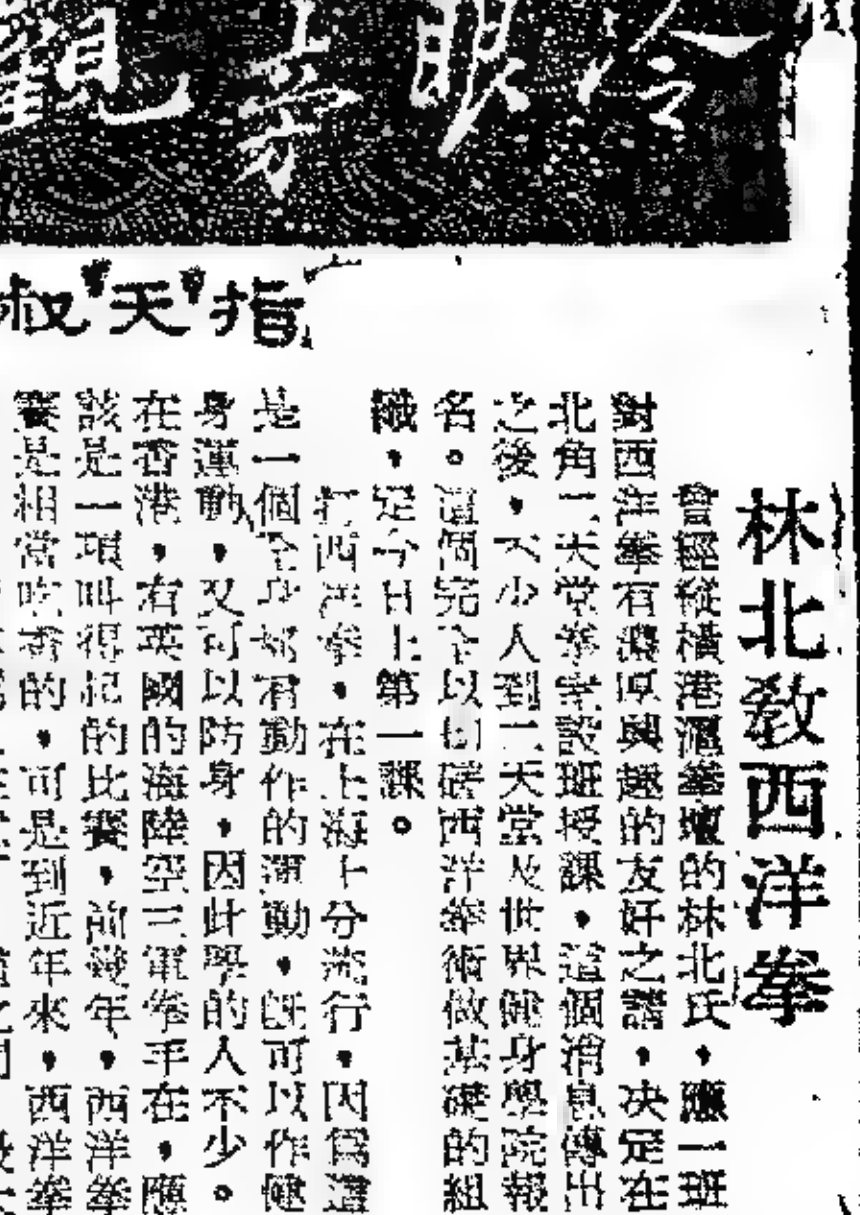 冷眼旁觀
指天叔
林北教西洋拳
曾經縱橫港滬拳壇的林北氏，應一班
對西洋拳有濃厚興趣的友好之請，决定在
北角二天堂拳室設班授課，這個消息傳出
之後，不少人到二天堂及世界健身學院報
名。這個完全以切磋西洋拳術做基礎的組
織，定今日上第一課。
打西洋拳，在上海十分流行，因爲這
是一個全身都有動作的運動，既可以作健
身運動，又可以防身，因此學的人不少。
在香港，有英國的海陸空三軍拳手在，應
該是一項叫得起的比賽，前幾年，西洋拳
賽是相當吃香的，可是到近年來，西洋拳